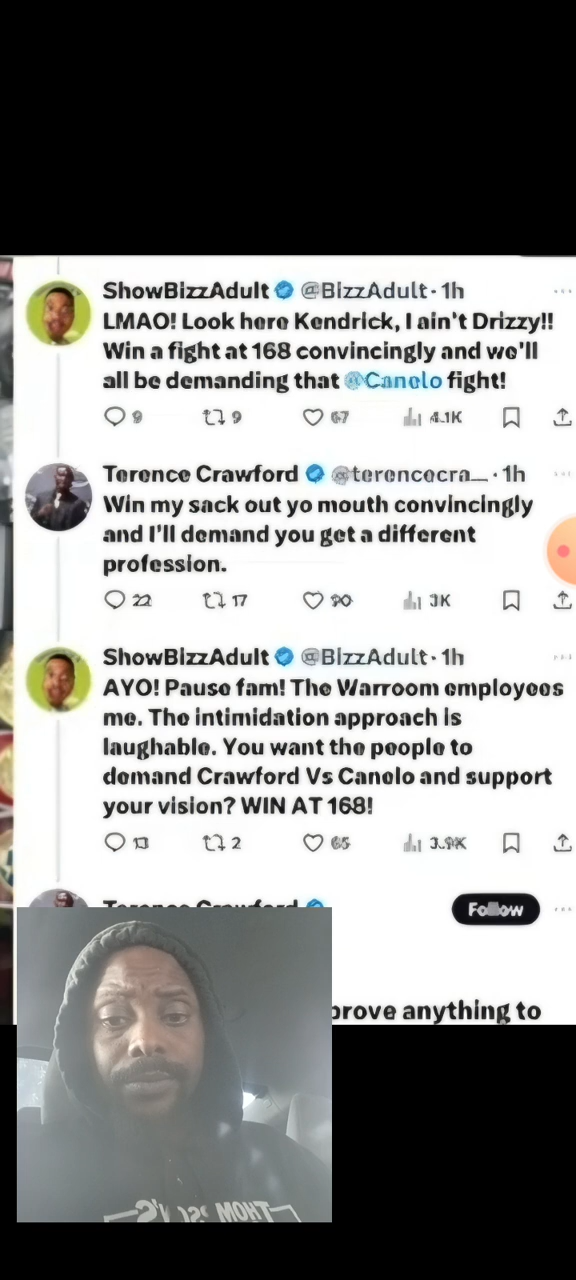 ShowBizzAdult @BizzAdult · 1h
LMAO! Look here Kendrick, I ain't Drizzy!!
Win a fight at 168 convincingly and we'll
all be demanding that @Canelo fight!
9 9 67 4.1K
Terence Crawford @terencecra... · 1h
Win my sack out yo mouth convincingly
and I'll demand you get a different
profession.
22 17 90 3K
ShowBizzAdult @BizzAdult · 1h
AYO! Pause fam! The Warroom employees
me. The intimidation approach is
laughable. You want the people to
demand Crawford Vs Canelo and support
your vision? WIN AT 168!
13 2 65 3.9K
Terence Crawford
Follow
prove anything to